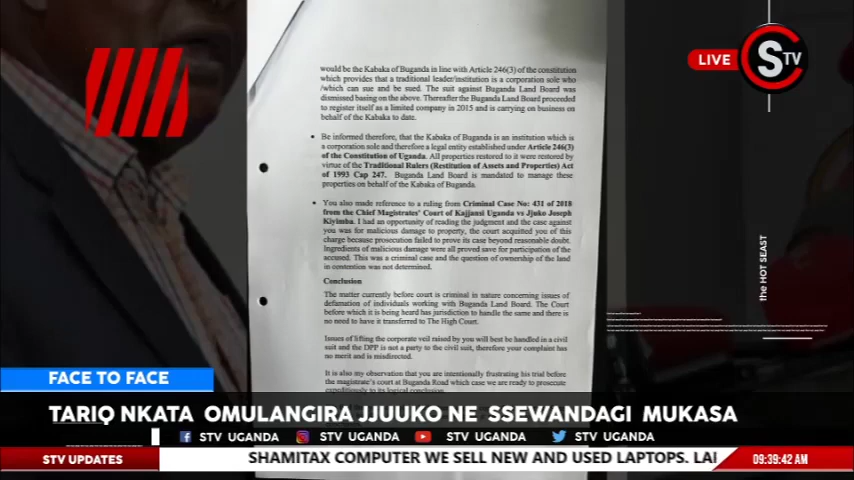 would be the Kabaka of Buganda in line with Article 246(3) of the constitution
which provides that a traditional leader/institution is a corporation sole who
/which can sue and be sued. The suit against Buganda Land Board was
dismissed basing on the above. Thereafter the Buganda Land Board proceeded
to register itself as a limited company in 2015 and is carrying on business on
behalf of the Kabaka to date.
• Be informed therefore, that the Kabaka of Buganda is an institution which is
a corporation sole and therefore a legal entity established under Article 246(3)
of the Constitution of Uganda. All properties restored to it were restored by
virtue of the Traditional Rulers (Restitution of Assets and Properties) Act
of 1993 Cap 247. Buganda Land Board is mandated to manage these
properties on behalf of the Kabaka of Buganda.
• You also made reference to a ruling from Criminal Case No: 431 of 2018
from the Chief Magistrates' Court of Kajjansi Uganda vs Jjuko Joseph
Kiyimba. I had an opportunity of reading the judgment and the case against
you was for malicious damage to property, the court acquitted you of this
charge because prosecution failed to prove its case beyond reasonable doubt.
Ingredients of malicious damage were all proved save for participation of the
accused. This was a criminal case and the question of ownership of the land
in contention was not determined.
Conclusion
The matter currently before court is criminal in nature concerning issues of
defamation of individuals working with Buganda Land Board. The Court
before which it is being heard has jurisdiction to handle the same and there is
no need to have it transferred to The High Court.
Issues of lifting the corporate veil raised by you will best be handled in a civil
suit and the DPP is not a party to the civil suit, therefore your complaint has
no merit and is misdirected.
It is also my observation that you are intentionally frustrating his trial before
the magistrate's court at Buganda Road which case we are ready to prosecute
expeditiously to its logical conclusion.
LIVE
STV
the HOT SEAST
FACE TO FACE
TARIQ NKATA OMULANGIRA JJUUKO NE SSEWANDAGI MUKASA
STV UGANDA STV UGANDA STV UGANDA STV UGANDA
STV UPDATES
SHAMITAX COMPUTER WE SELL NEW AND USED LAPTOPS. LAI
09:39:42 AM